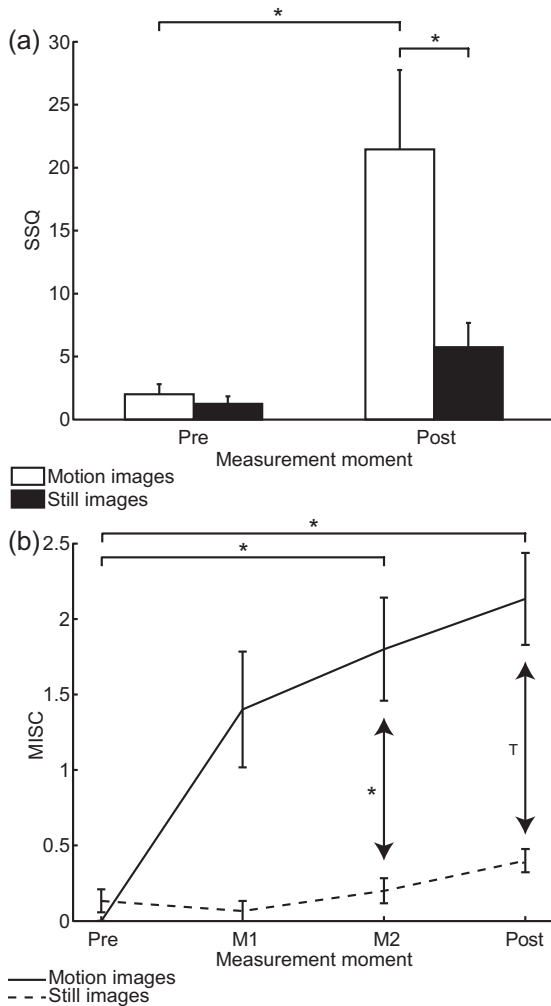 *
(a)
*
30
25
20
15
10
5
0
SSQ
Pre
Post
Measurement moment
Motion images
Still images
*
(b)
*
2.5
2
1.5
1
0.5
0
MISC
*
T
Pre
M1
M2
Post
Measurement moment
Motion images
Still images